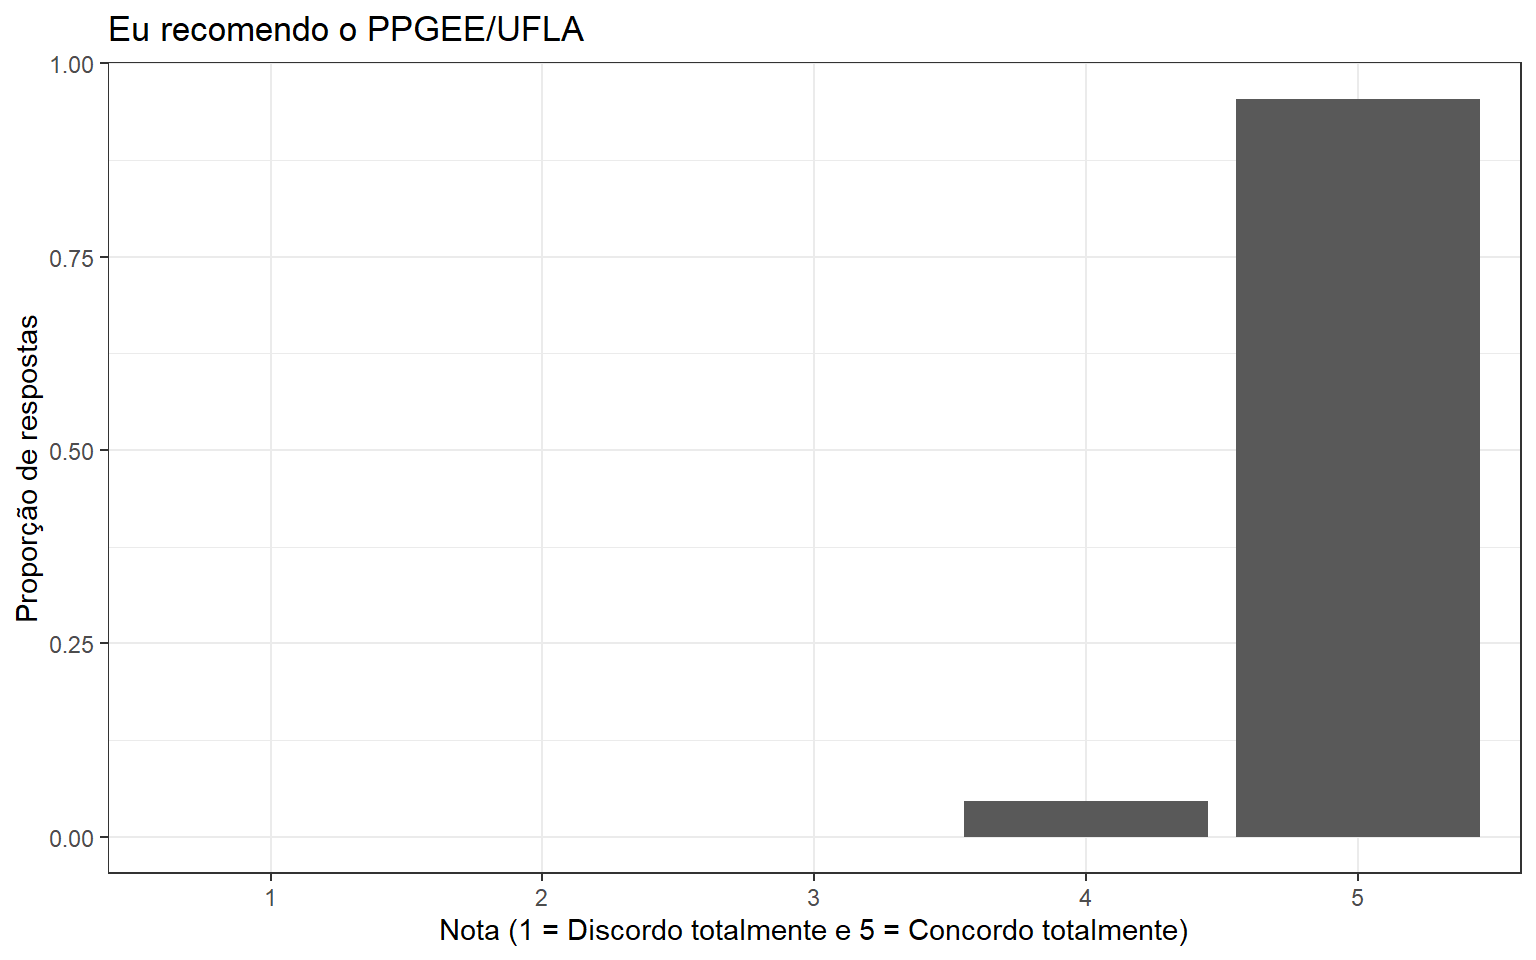 Eu recomendo o PPGEE/UFLA
1.00
0.75
0.50
0.25
0.00
Proporção de respostas
1 2 3 4 5
Nota (1 = Discordo totalmente e 5 = Concordo totalmente)